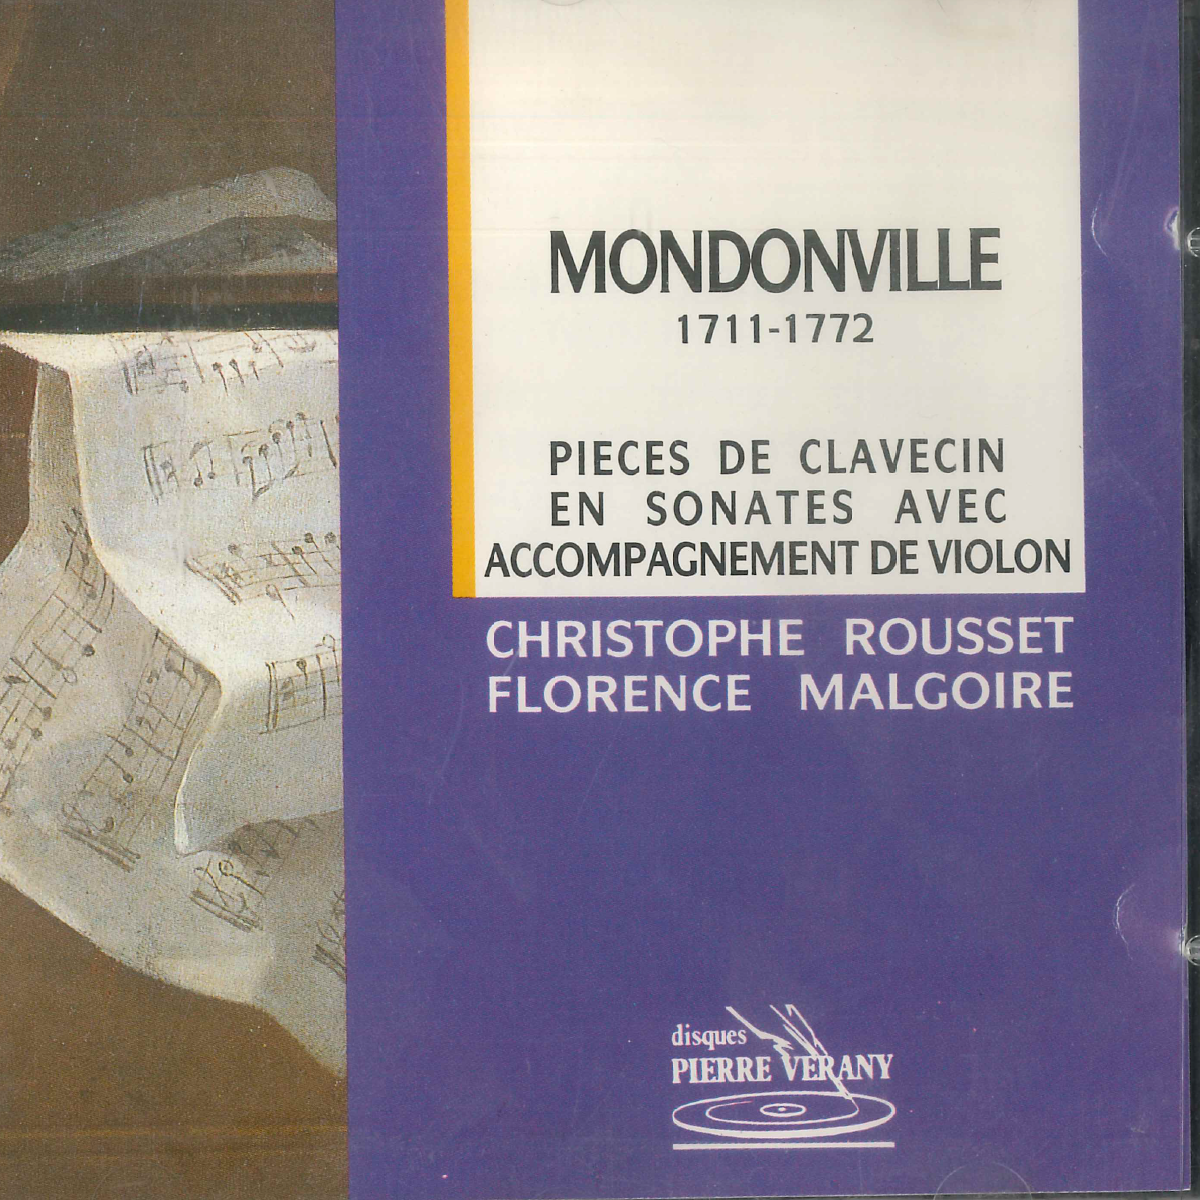 MONDONVILLE
1711-1772
PIECES DE CLAVECIN
EN SONATES AVEC
ACCOMPAGNEMENT DE VIOLON
CHRISTOPHE ROUSSET
FLORENCE MALGOIRE
disques
PIERRE VERANY